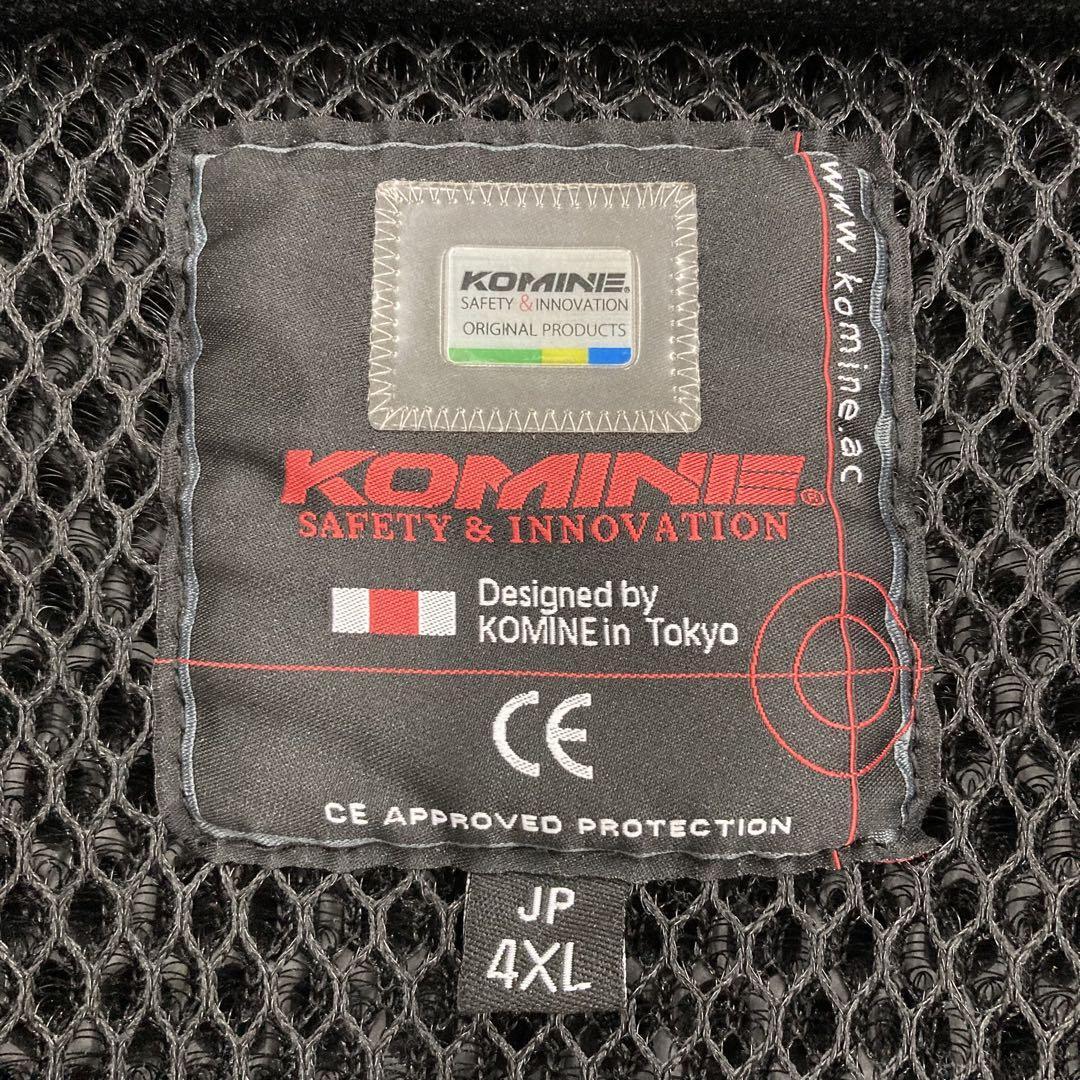 KOMINE®
SAFETY & INNOVATION
ORIGINAL PRODUCTS
www.komine.ac
KOMINE®
SAFETY & INNOVATION
Designed by
KOMINE in Tokyo
CE
CE APPROVED PROTECTION
JP
4XL